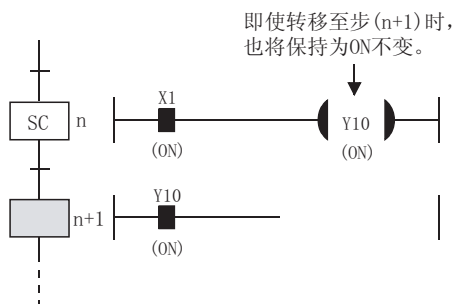 即使转移至步(n+1)时，
也将保持为ON不变。
X1
SC n
Y10
(ON)
(ON)
Y10
n+1
(ON)